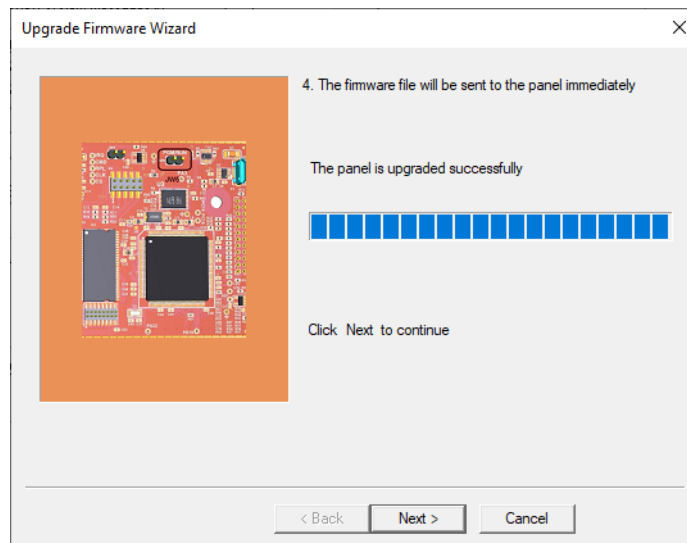 Upgrade Firmware Wizard
4. The firmware file will be sent to the panel immediately
The panel is upgraded successfully
Click Next to continue
JW6
< Back
Next >
Cancel